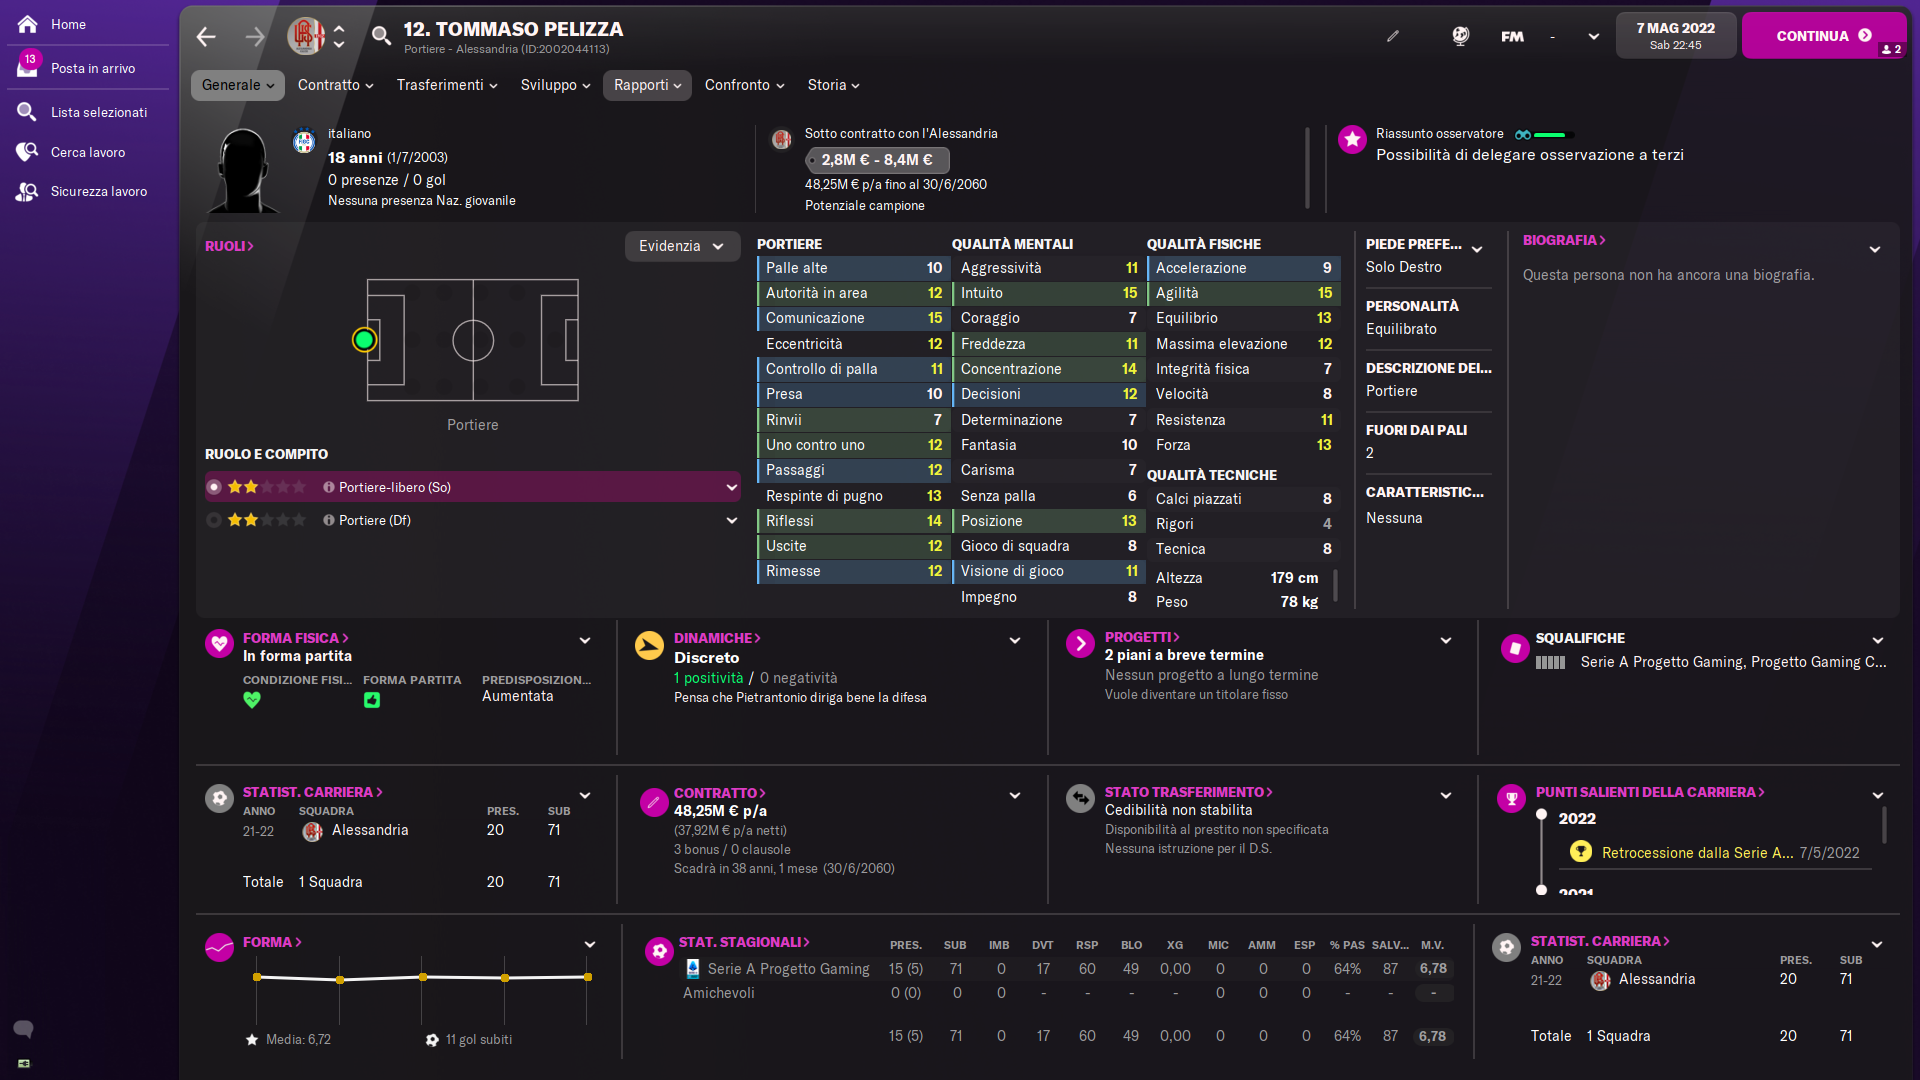 Home
13
Posta in arrivo
Lista selezionati
Cerca lavoro
Sicurezza lavoro
12. TOMMASO PELIZZA
Portiere - Alessandria (ID:2002044113)
FM
-
7 MAG 2022
Sab 22:45
CONTINUA
2
Generale
Contratto
Trasferimenti
Sviluppo
Rapporti
Confronto
Storia
italiano
18 anni (1/7/2003)
0 presenze / 0 gol
Nessuna presenza Naz. giovanile
Sotto contratto con l'Alessandria
2,8M € - 8,4M €
48,25M € p/a fino al 30/6/2060
Potenziale campione
Riassunto osservatore
Possibilità di delegare osservazione a terzi
RUOLI
Evidenzia
Portiere
RUOLO E COMPITO
Portiere-libero (So)
Portiere (Df)
PORTIERE
Palle alte 10
Autorità in area 12
Comunicazione 15
Eccentricità 12
Controllo di palla 11
Presa 10
Rinvii 7
Uno contro uno 12
Passaggi 12
Respinte di pugno 13
Riflessi 14
Uscite 12
Rimesse 12
QUALITÀ MENTALI
Aggressività 11
Intuito 15
Coraggio 7
Freddezza 11
Concentrazione 14
Decisioni 12
Determinazione 7
Fantasia 10
Carisma 7
Senza palla 6
Posizione 13
Gioco di squadra 8
Visione di gioco 11
Impegno 8
QUALITÀ FISICHE
Accelerazione 9
Agilità 15
Equilibrio 13
Massima elevazione 12
Integrità fisica 7
Velocità 8
Resistenza 11
Forza 13
QUALITÀ TECNICHE
Calci piazzati 8
Rigori 4
Tecnica 8
Altezza 179 cm
Peso 78 kg
PIEDE PREFE...
Solo Destro
PERSONALITÀ
Equilibrato
DESCRIZIONE DEI...
Portiere
FUORI DAI PALI
2
CARATTERISTIC...
Nessuna
BIOGRAFIA
Questa persona non ha ancora una biografia.
FORMA FISICA
In forma partita
CONDIZIONE FISI...
FORMA PARTITA
PREDISPOSIZION...
Aumentata
DINAMICHE
Discreto
1 positività / 0 negatività
Pensa che Pietrantonio diriga bene la difesa
PROGETTI
2 piani a breve termine
Nessun progetto a lungo termine
Vuole diventare un titolare fisso
SQUALIFICHE
Serie A Progetto Gaming, Progetto Gaming C...
STATIST. CARRIERA
ANNO SQUADRA PRES. SUB
21-22 Alessandria 20 71
Totale 1 Squadra 20 71
CONTRATTO
48,25M € p/a
(37,92M € p/a netti)
3 bonus / 0 clausole
Scadrà in 38 anni, 1 mese (30/6/2060)
STATO TRASFERIMENTO
Cedibilità non stabilita
Disponibilità al prestito non specificata
Nessuna istruzione per il D.S.
PUNTI SALIENTI DELLA CARRIERA
2022
Retrocessione dalla Serie A... 7/5/2022
2021
FORMA
Media: 6,72
11 gol subiti
STAT. STAGIONALI PRES. SUB IMB DVT RSP BLO XG MIC AMM ESP % PAS SALV... M.V.
Serie A Progetto Gaming 15 (5) 71 0 17 60 49 0,00 0 0 0 64% 87 6,78
Amichevoli 0 (0) 0 0 - - - - 0 0 0 - - -
15 (5) 71 0 17 60 49 0,00 0 0 0 64% 87 6,78
STATIST. CARRIERA
ANNO SQUADRA PRES. SUB
21-22 Alessandria 20 71
Totale 1 Squadra 20 71